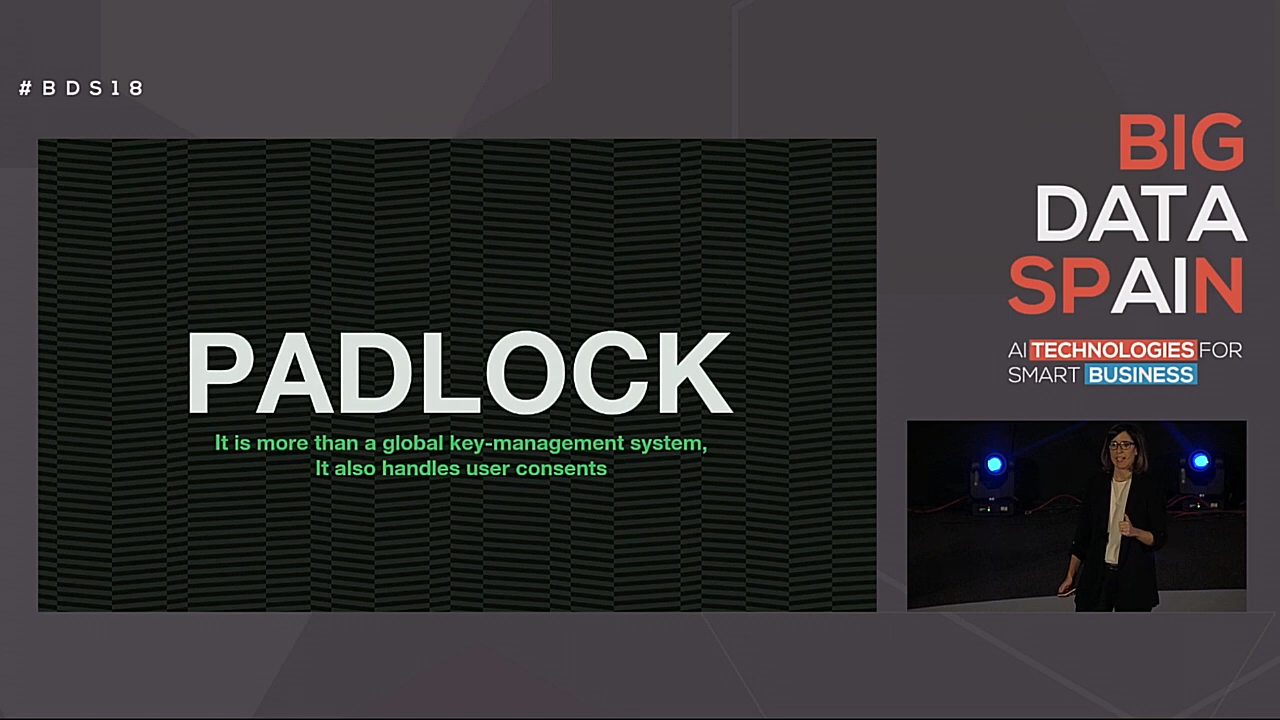 #BDS18
PADLOCK
It is more than a global key-management system,
It also handles user consents
BIG
DATA
SPAIN
AI TECHNOLOGIES FOR
SMART BUSINESS